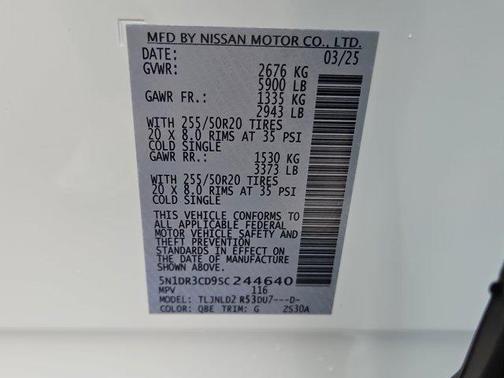 MFD BY NISSAN MOTOR CO., LTD.
DATE: 03/25
GVWR: 2676 KG
5900 LB
GAWR FR.: 1335 KG
2943 LB
WITH 255/50R20 TIRES
20 X 8.0 RIMS AT 35 PSI
COLD SINGLE
GAWR RR.: 1530 KG
3373 LB
WITH 255/50R20 TIRES
20 X 8.0 RIMS AT 35 PSI
COLD SINGLE
THIS VEHICLE CONFORMS TO
ALL APPLICABLE FEDERAL
MOTOR VEHICLE SAFETY AND
THEFT PREVENTION
STANDARDS IN EFFECT ON
THE DATE OF MANUFACTURE
SHOWN ABOVE.
5N1DR3CD9SC244640
MPV 116
MODEL: TLJNLD2 R53DU7---D-
COLOR: QBE TRIM: G 2S30A